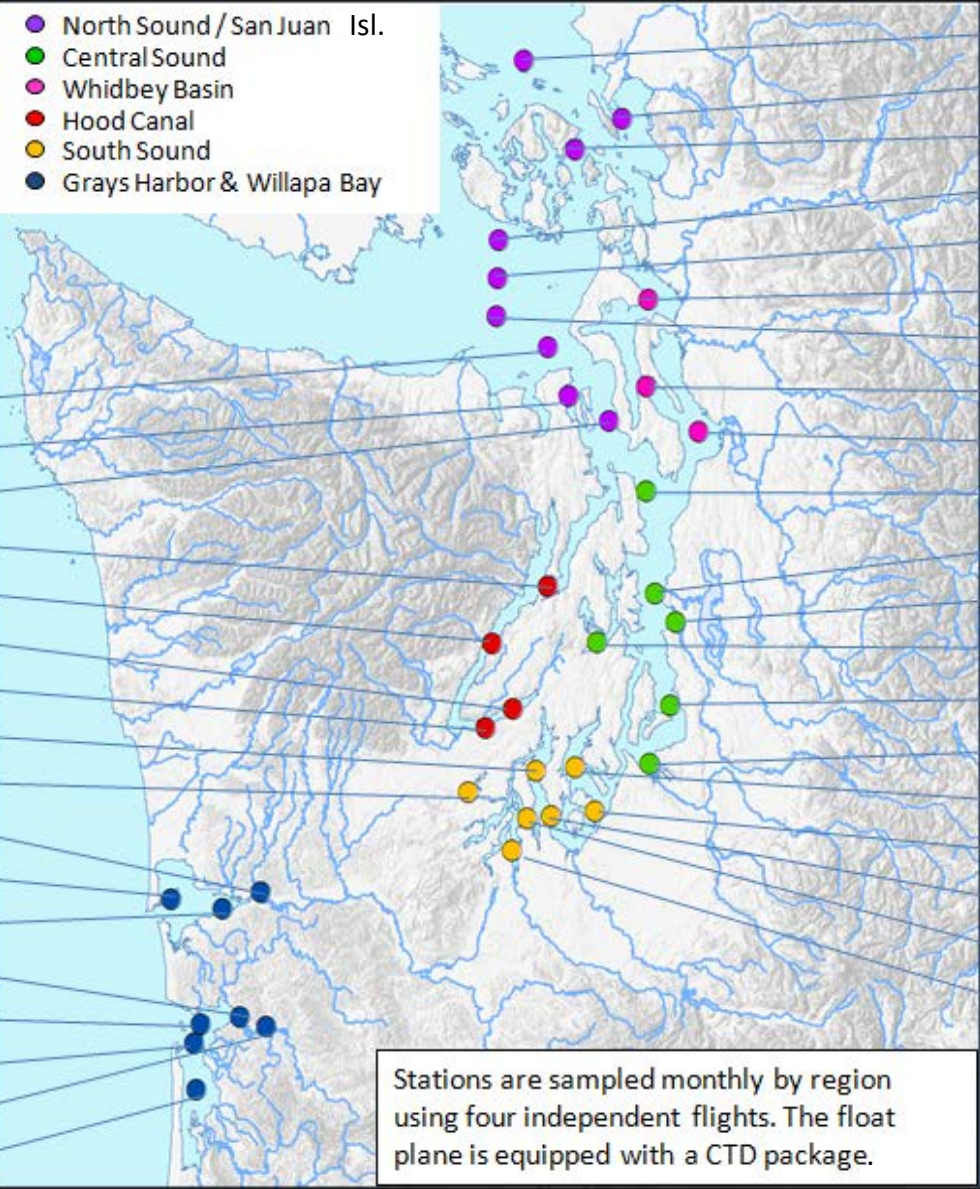 North Sound / San Juan Isl.
Central Sound
Whidbey Basin
Hood Canal
South Sound
Grays Harbor & Willapa Bay
Stations are sampled monthly by region
using four independent flights. The float
plane is equipped with a CTD package.